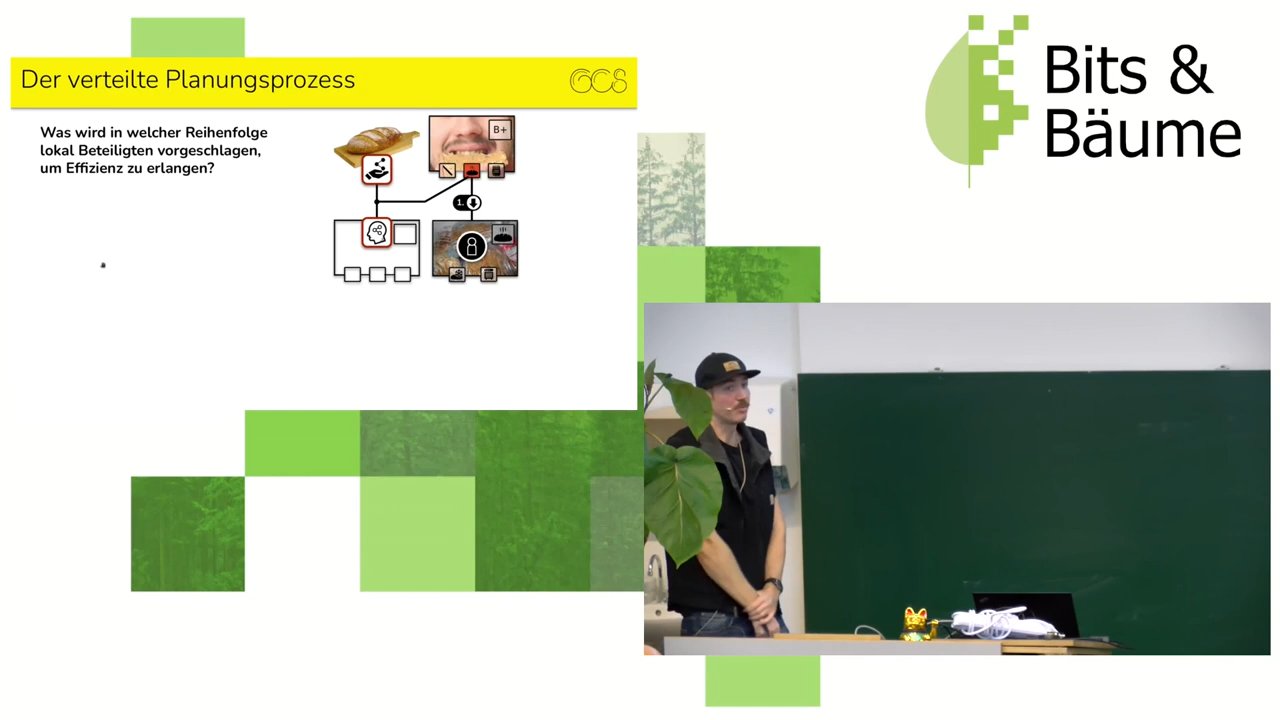 Der verteilte Planungsprozess
GCS
Was wird in welcher Reihenfolge
lokal Beteiligten vorgeschlagen,
um Effizienz zu erlangen?
B+
1.
Bits &
Bäume